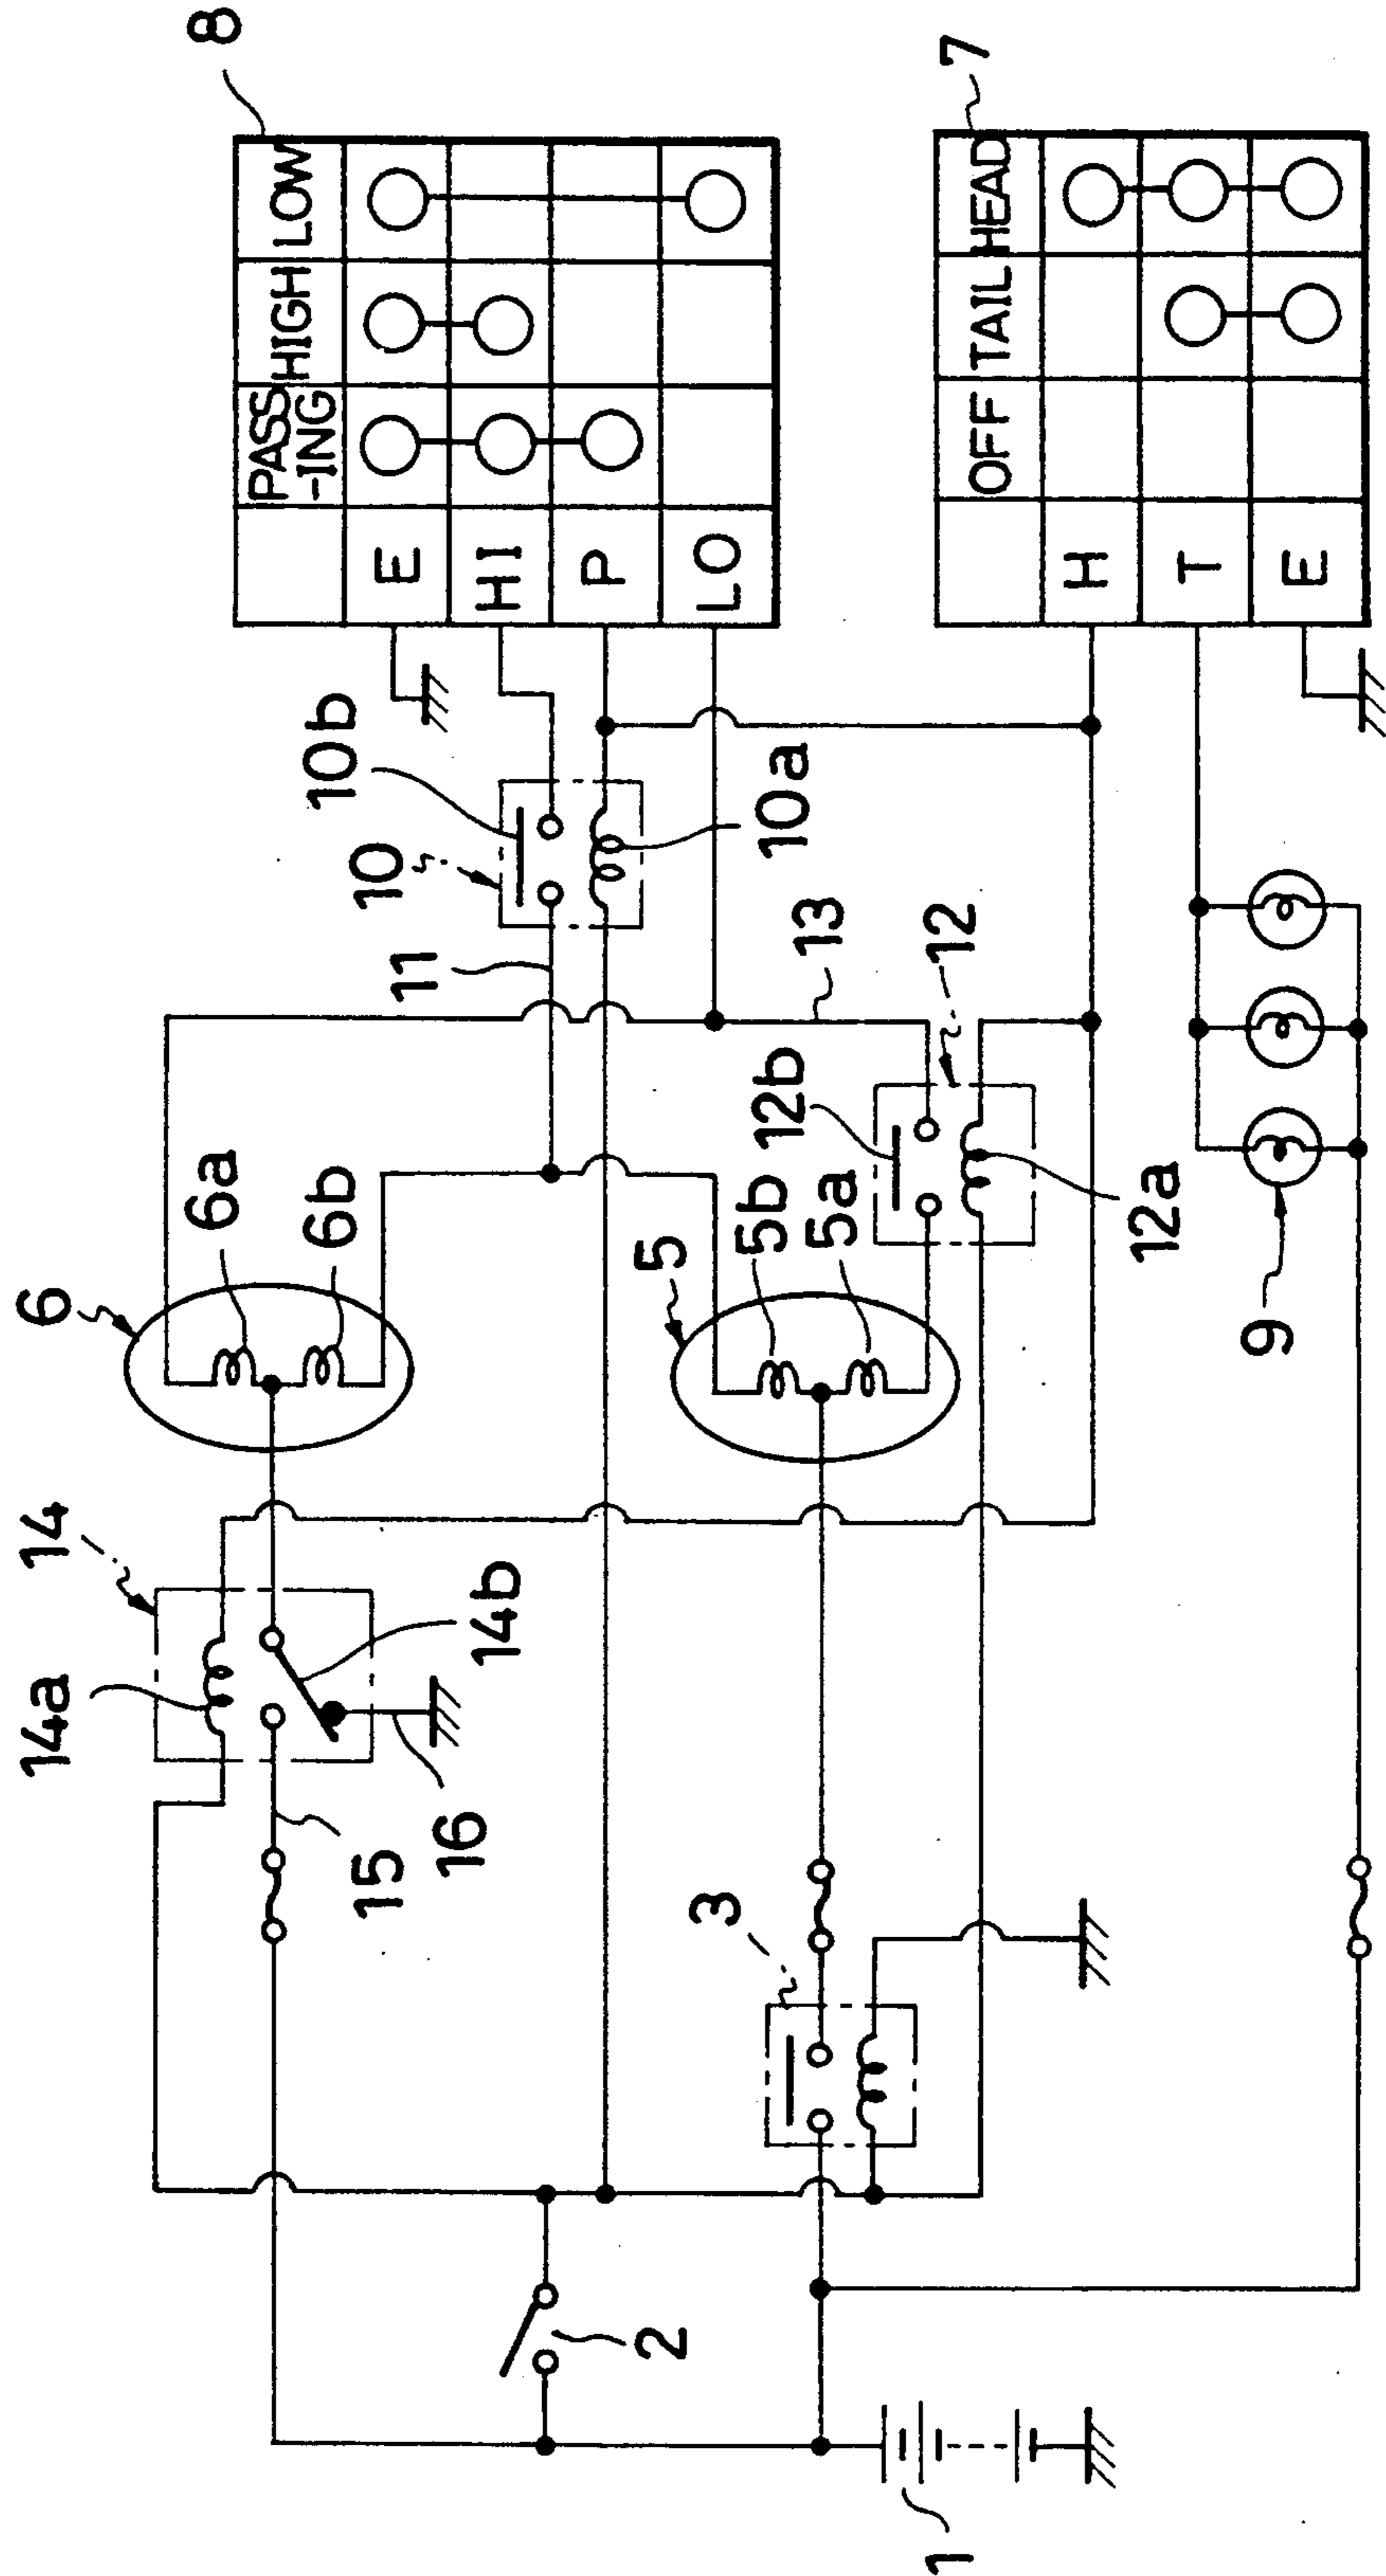 8
PASS HIGH LOW
-ING
E
HI
P
LO
7
OFF TAIL HEAD
H
T
E
10b
10
10a
11
13
12
12b
12a
6
6a
6b
5
5b
5a
9
14
14a
14b
15
16
3
2
1